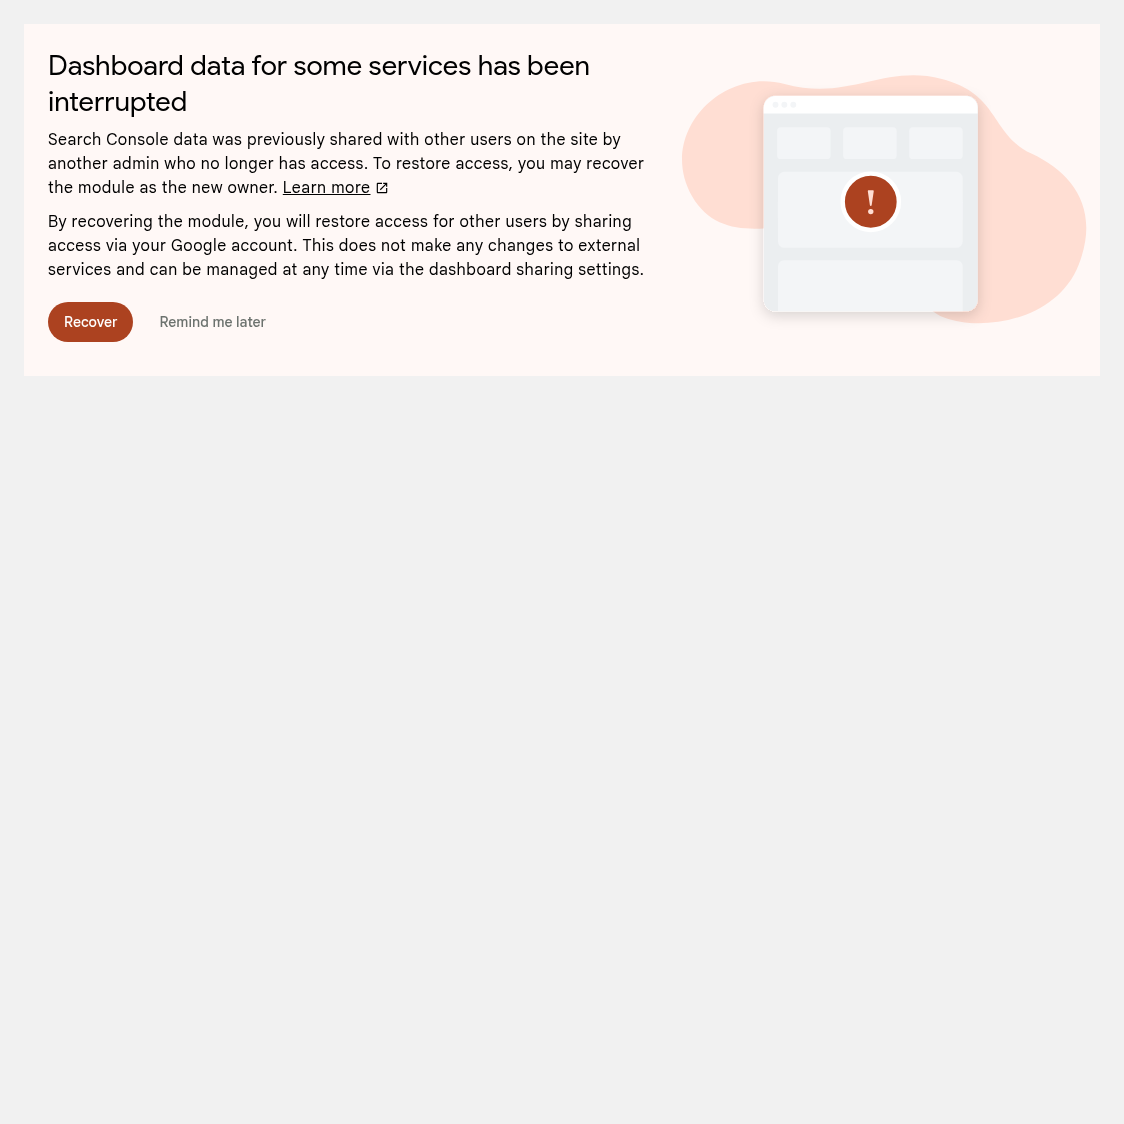 Dashboard data for some services has been
interrupted
Search Console data was previously shared with other users on the site by
another admin who no longer has access. To restore access, you may recover
the module as the new owner. Learn more
By recovering the module, you will restore access for other users by sharing
access via your Google account. This does not make any changes to external
services and can be managed at any time via the dashboard sharing settings.
Recover Remind me later
!